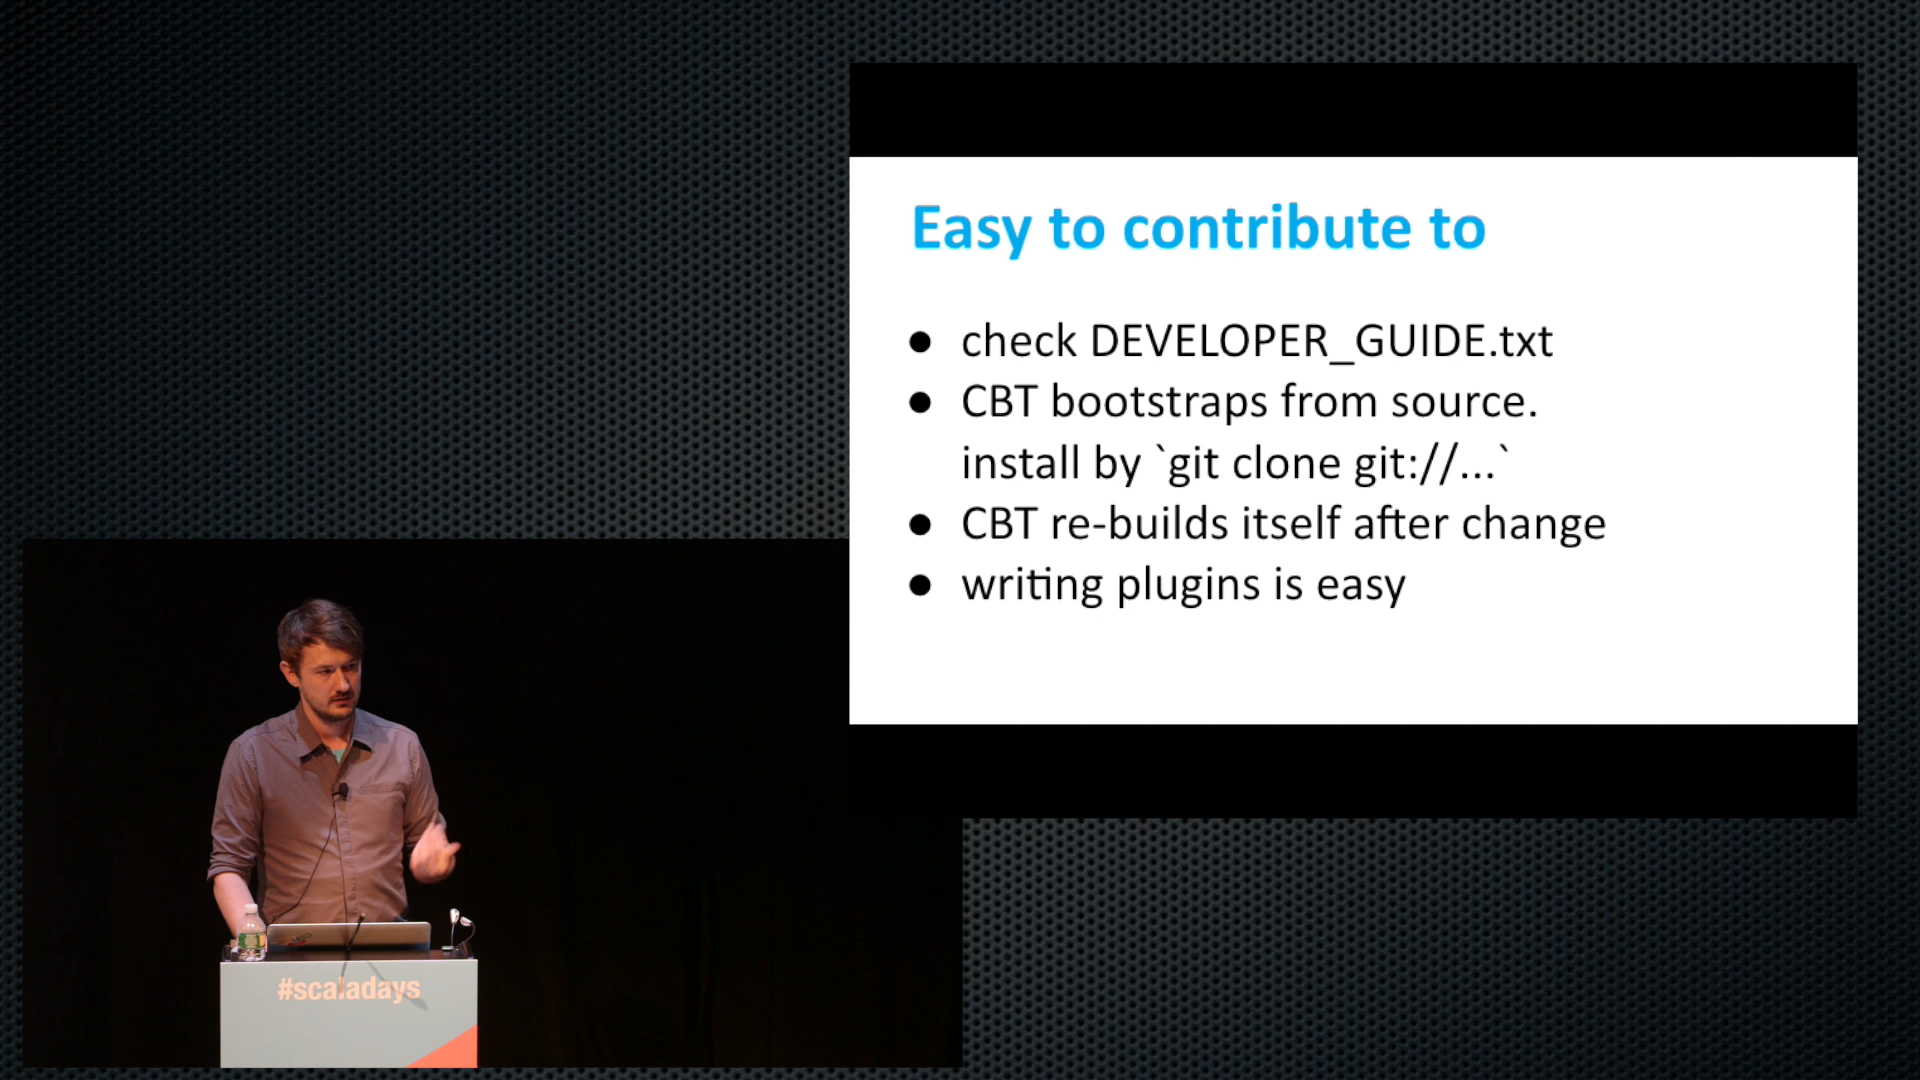 Easy to contribute to
● check DEVELOPER_GUIDE.txt
● CBT bootstraps from source.
install by `git clone git://...`
● CBT re-builds itself after change
● writing plugins is easy
#scaladays